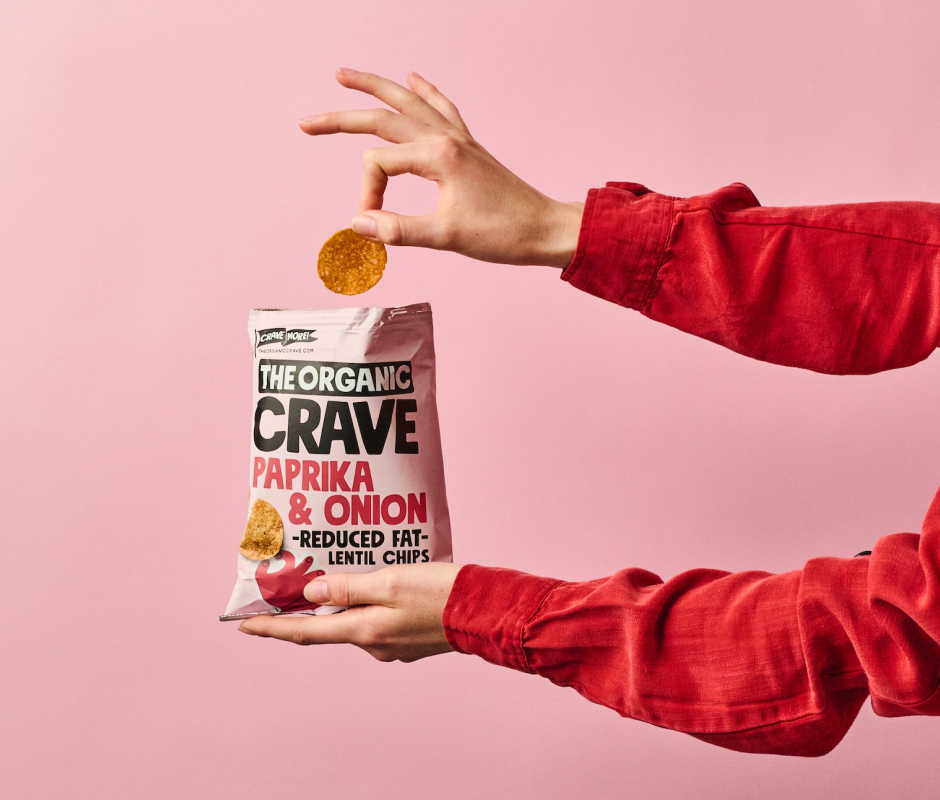 CRAVE MORE!
THEORGANICCRAVE.COM
THE ORGANIC
CRAVE
PAPRIKA
& ONION
-REDUCED FAT-
LENTIL CHIPS